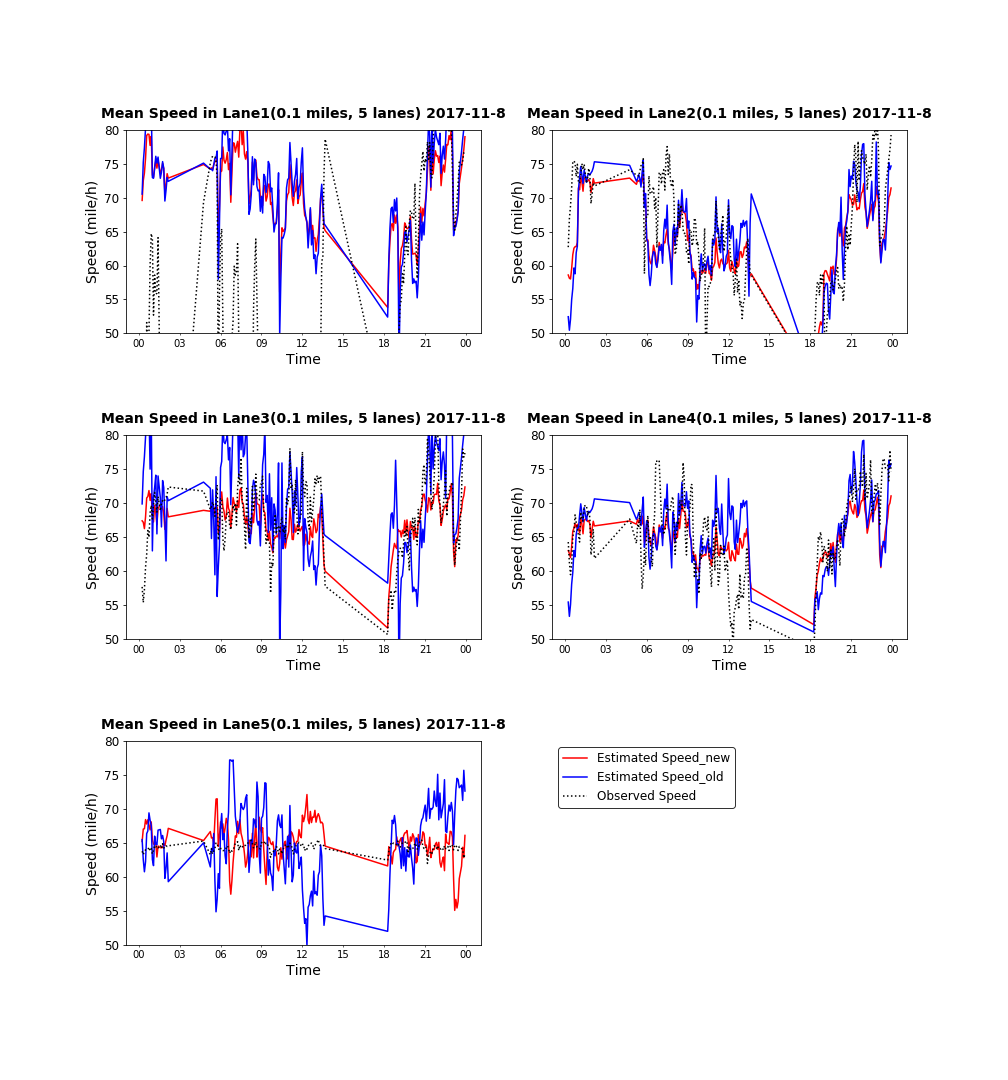 Mean Speed in Lane1(0.1 miles, 5 lanes) 2017-11-8
80
75
70
65
60
55
50
Speed (mile/h)
00 03 06 09 12 15 18 21 00
Time
Mean Speed in Lane2(0.1 miles, 5 lanes) 2017-11-8
80
75
70
65
60
55
50
Speed (mile/h)
00 03 06 09 12 15 18 21 00
Time
Mean Speed in Lane3(0.1 miles, 5 lanes) 2017-11-8
80
75
70
65
60
55
50
Speed (mile/h)
00 03 06 09 12 15 18 21 00
Time
Mean Speed in Lane4(0.1 miles, 5 lanes) 2017-11-8
80
75
70
65
60
55
50
Speed (mile/h)
00 03 06 09 12 15 18 21 00
Time
Mean Speed in Lane5(0.1 miles, 5 lanes) 2017-11-8
80
75
70
65
60
55
50
Speed (mile/h)
00 03 06 09 12 15 18 21 00
Time
Estimated Speed_new
Estimated Speed_old
Observed Speed